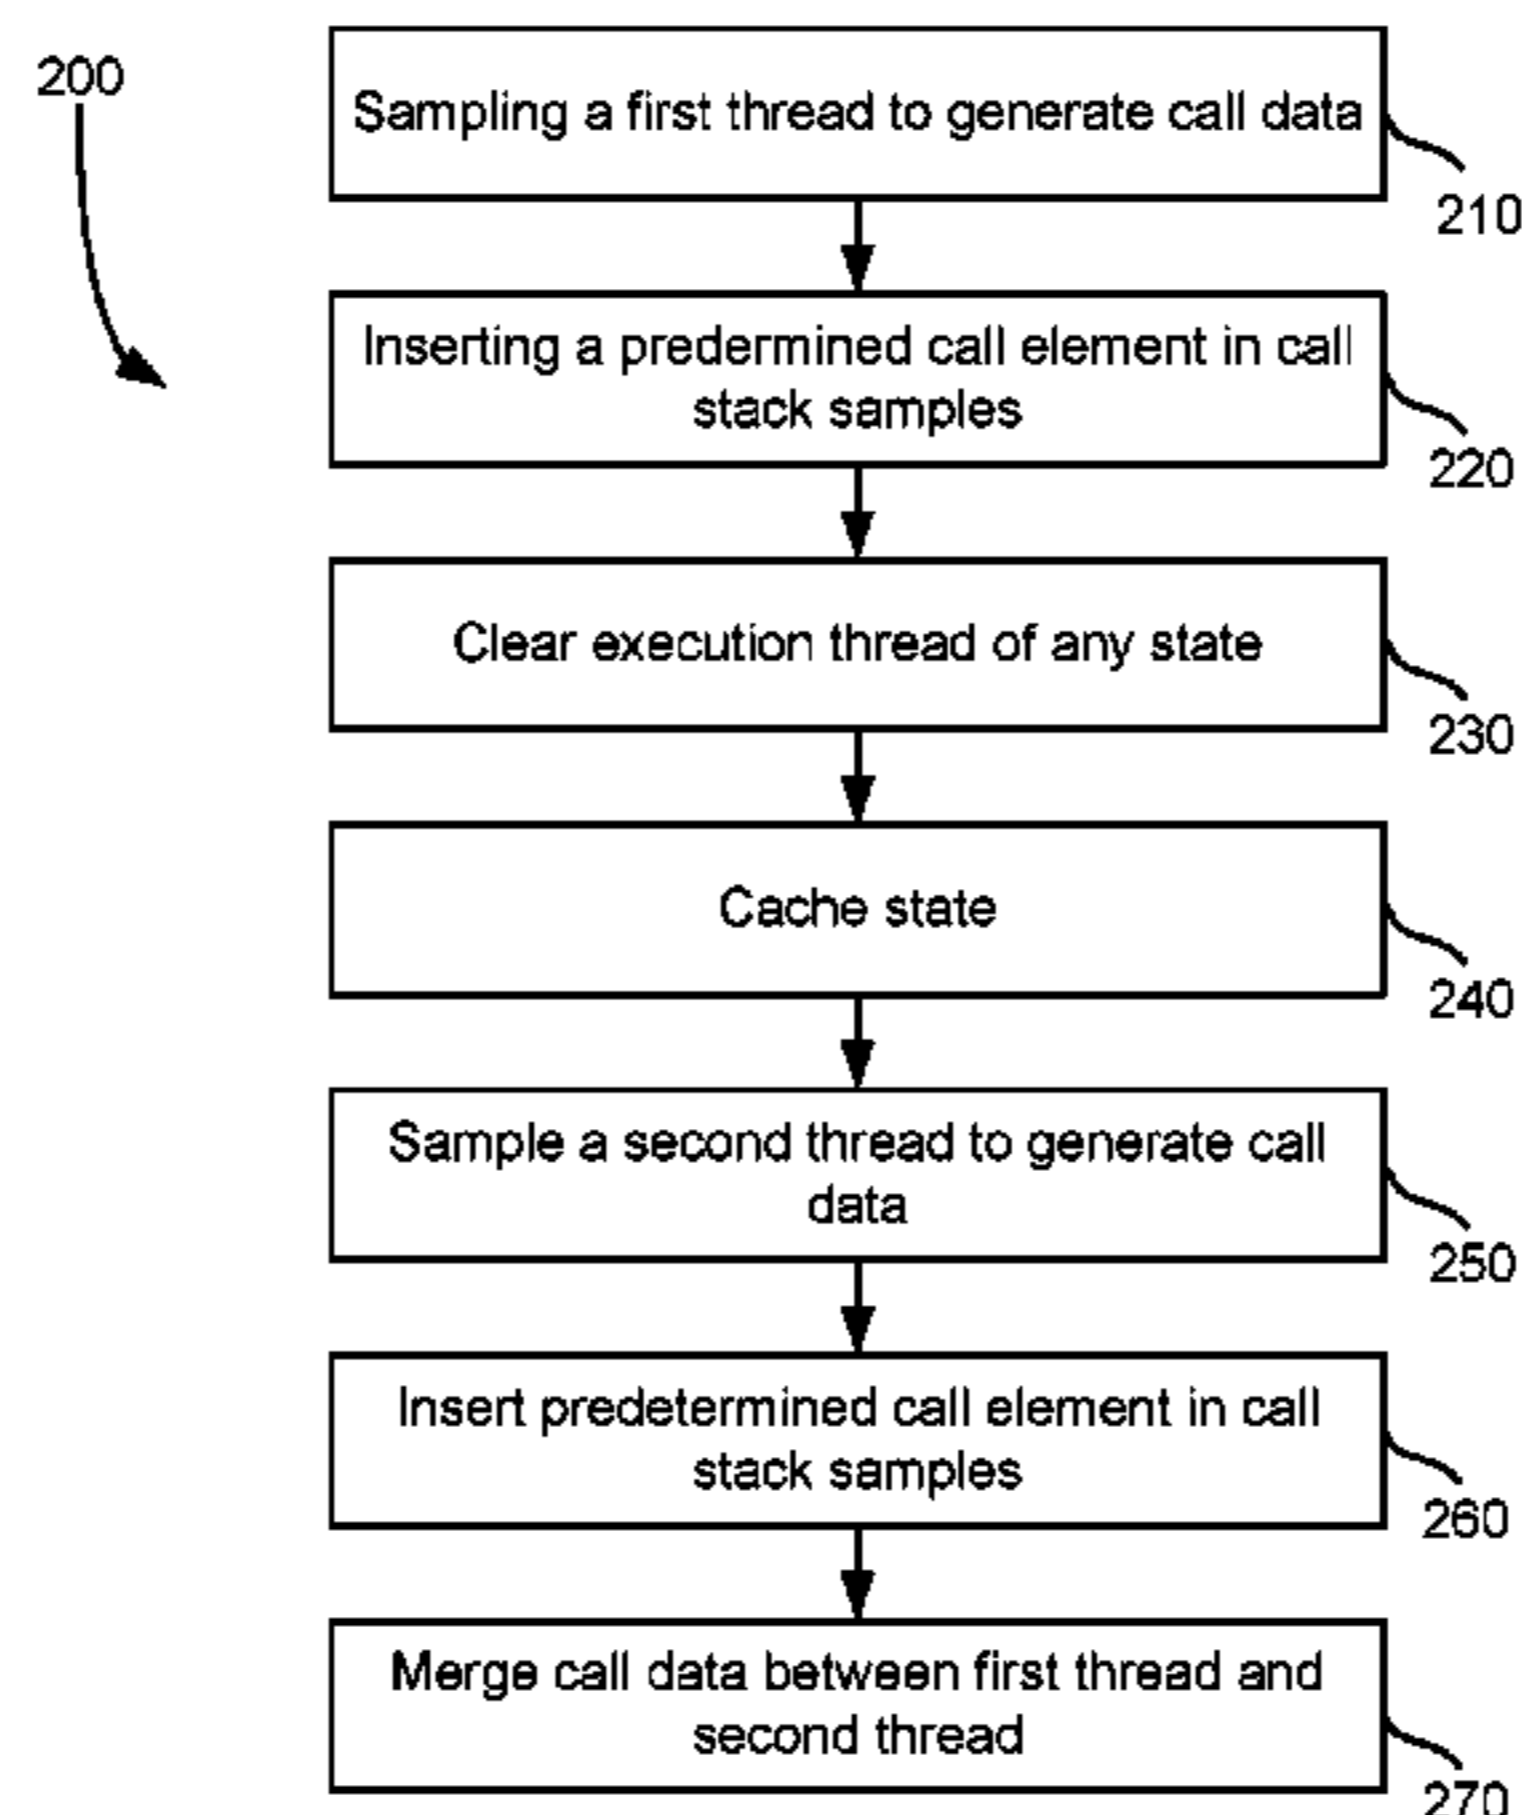 200
Sampling a first thread to generate call data
210
Inserting a predermined call element in call
stack samples
220
Clear execution thread of any state
230
Cache state
240
Sample a second thread to generate call
data
250
Insert predetermined call element in call
stack samples
260
Merge call data between first thread and
second thread
270